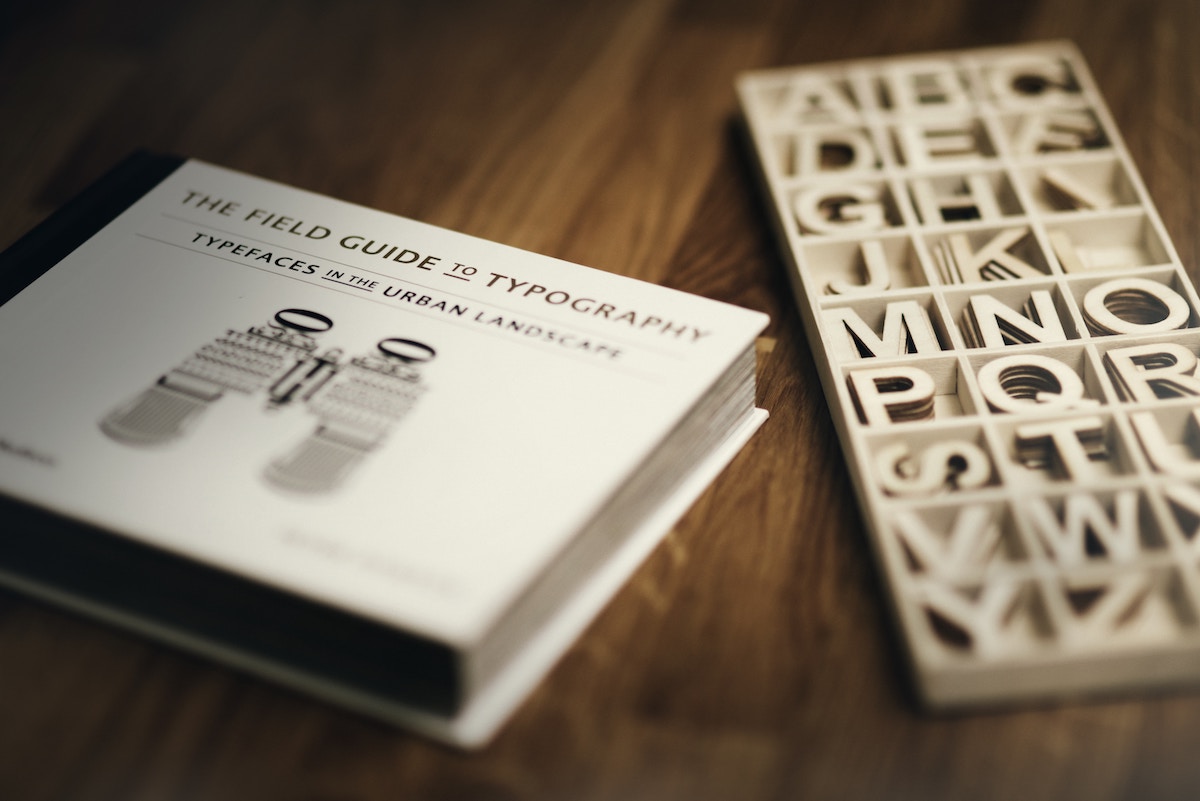 THE FIELD GUIDE TO TYPOGRAPHY
TYPEFACES IN THE URBAN LANDSCAPE
A B C
D E F
G H I
J K L
M N O
P Q R
S T U
V W X
Y Z